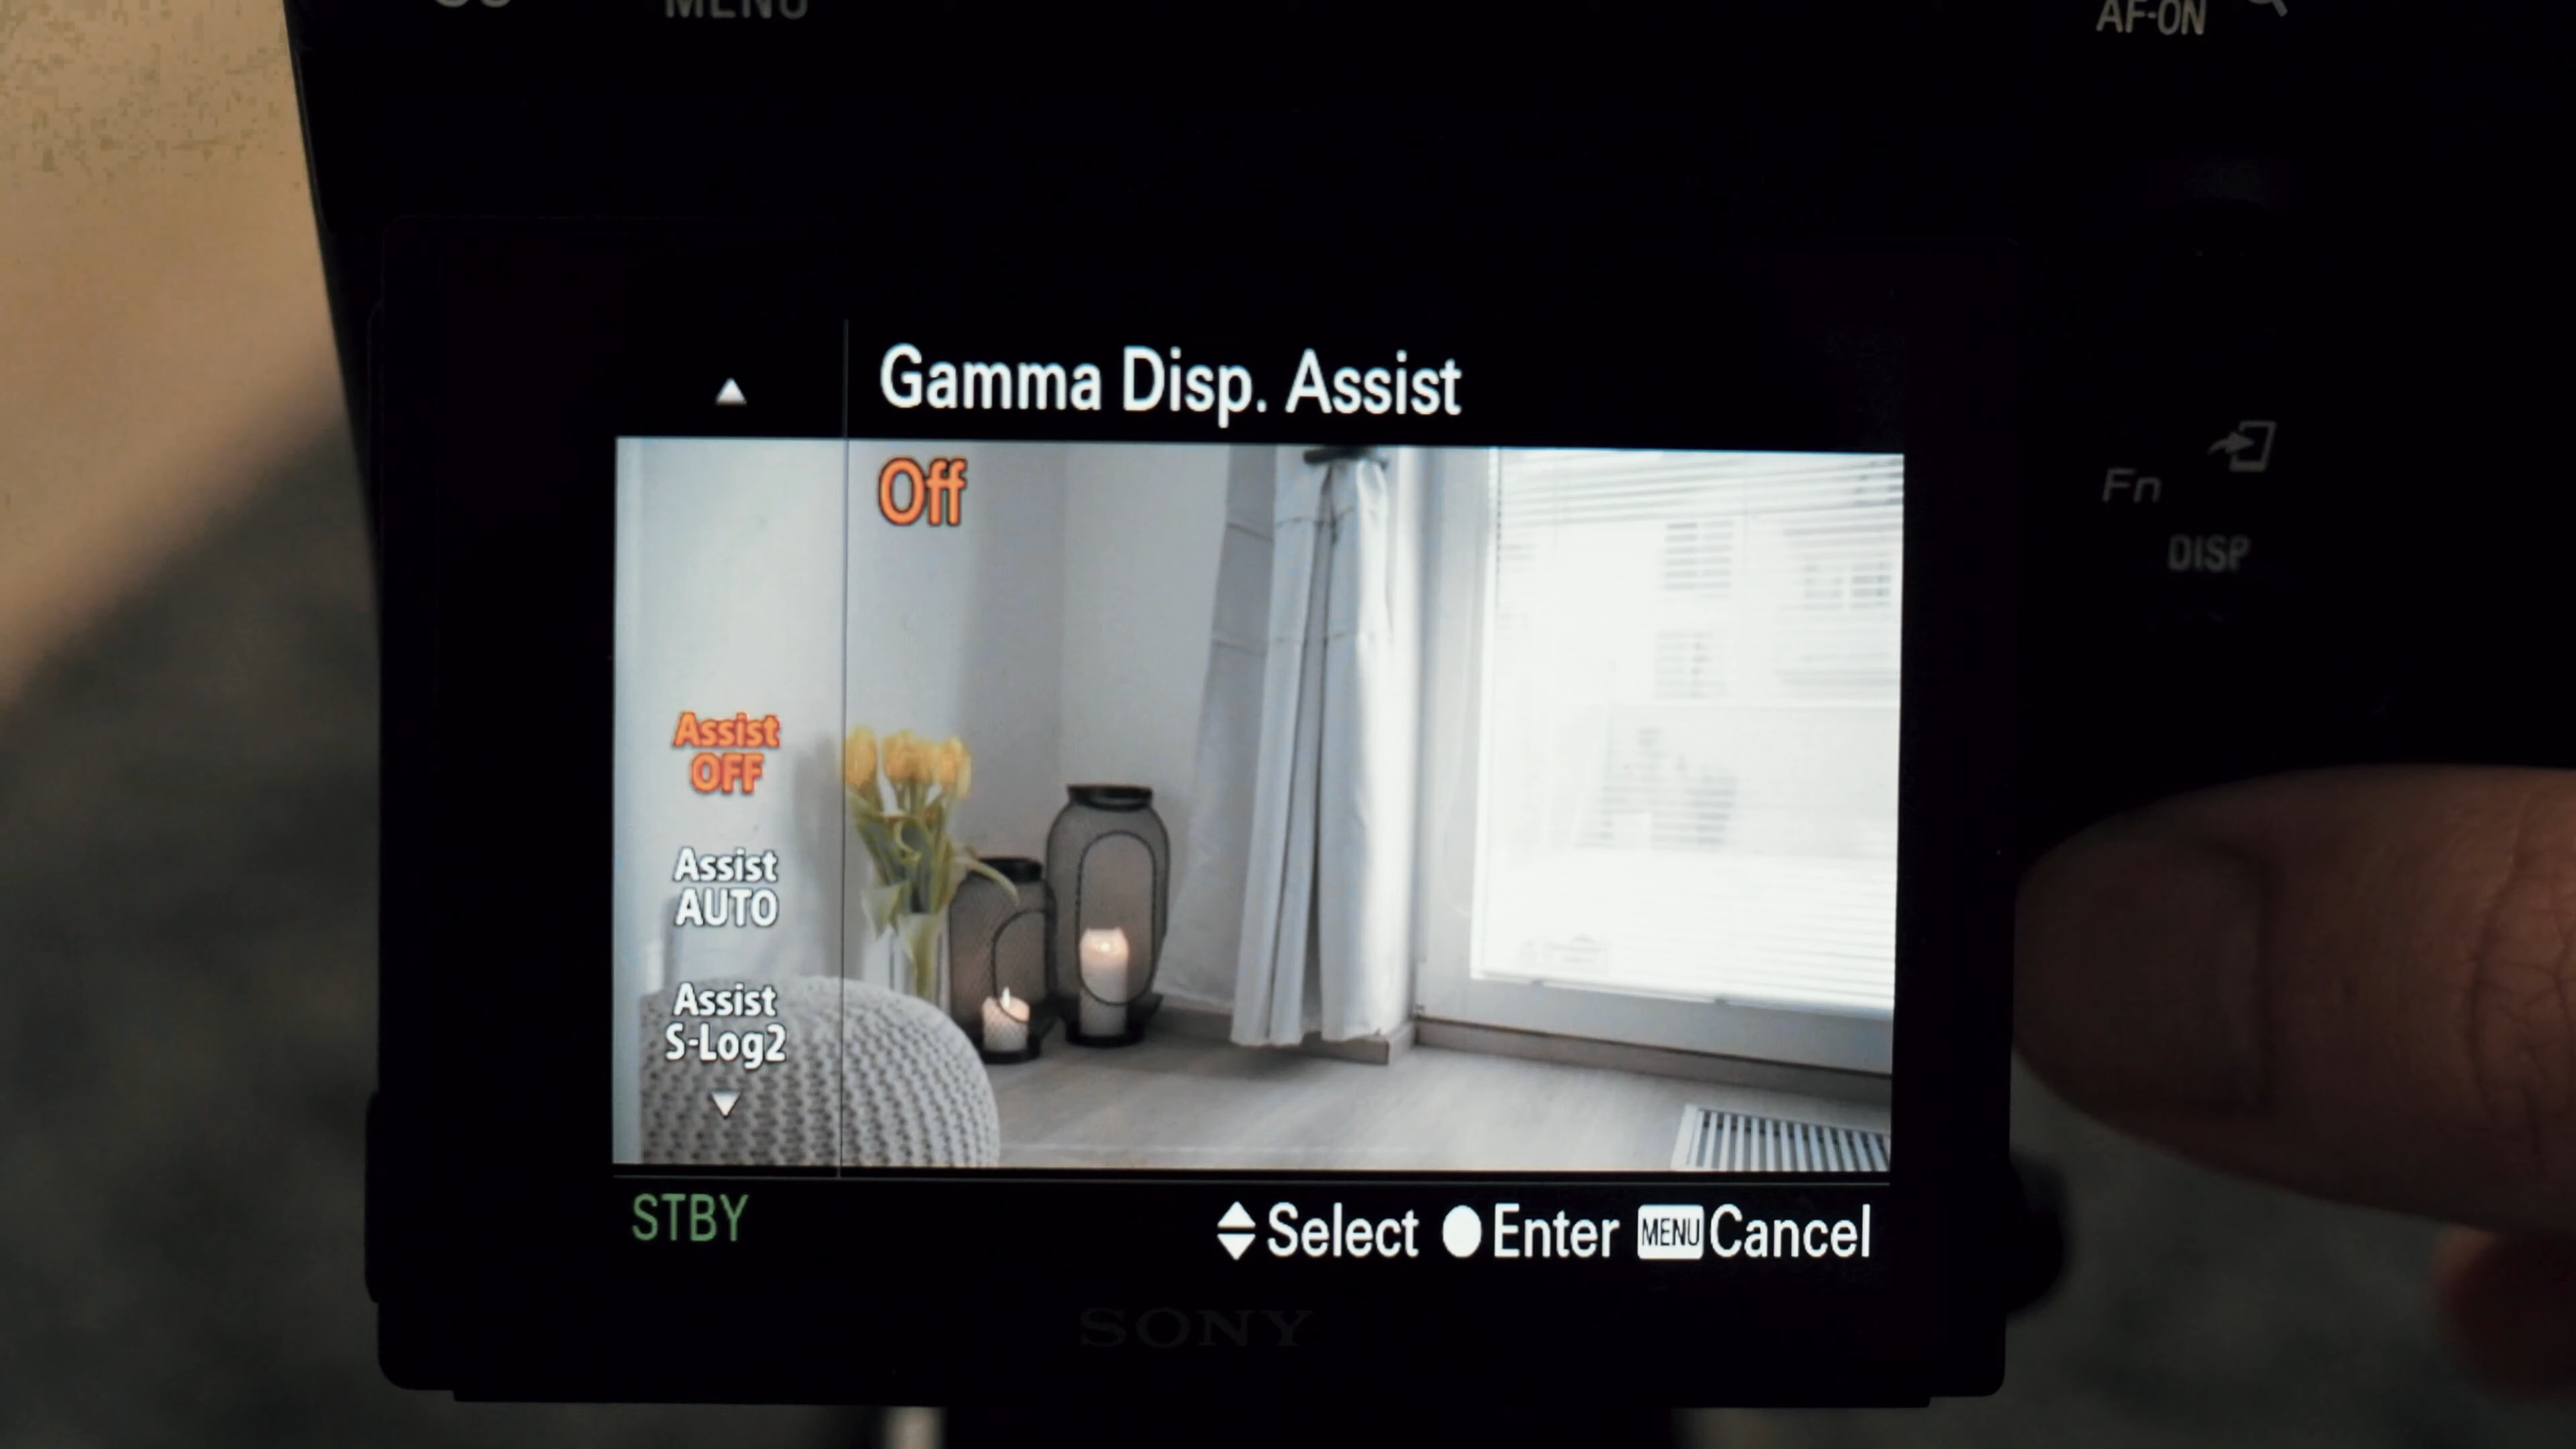 MENU
AF-ON
Gamma Disp. Assist
Off
Fn
DISP
Assist
OFF
Assist
AUTO
Assist
S-Log2
STBY
Select Enter MENU Cancel
SONY